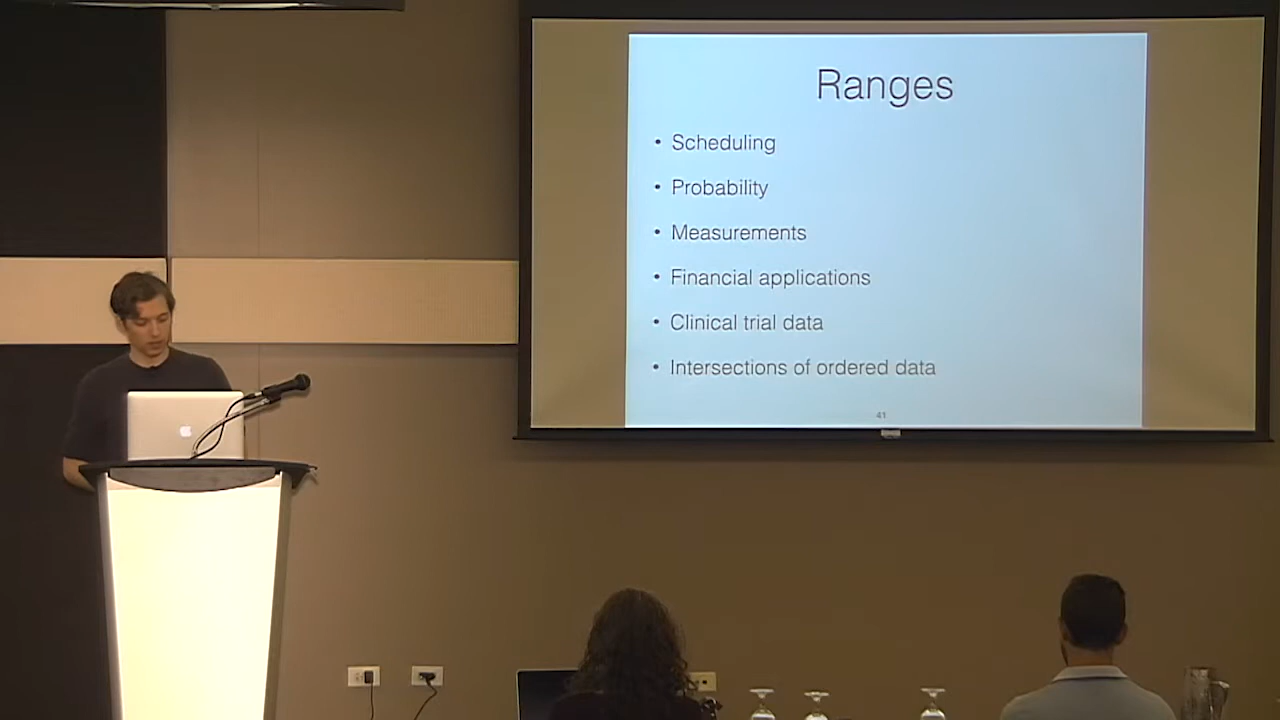 Ranges
• Scheduling
• Probability
• Measurements
• Financial applications
• Clinical trial data
• Intersections of ordered data
41